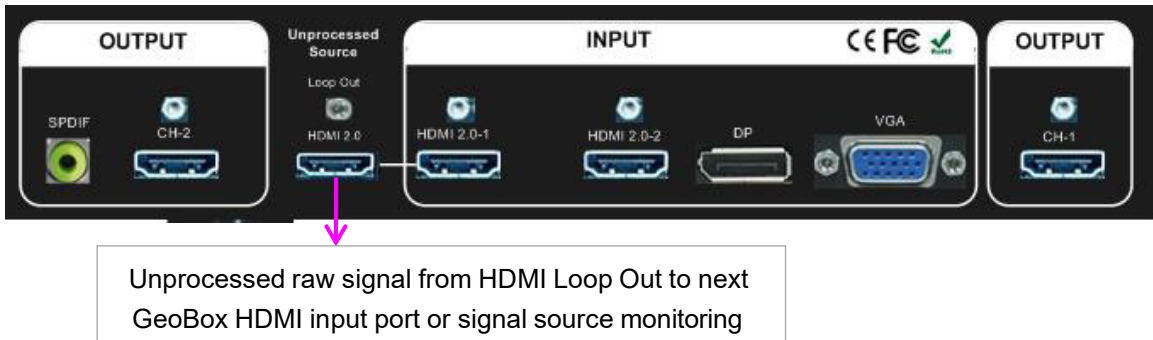 OUTPUT
SPDIF
CH-2
Unprocessed
Source
Loop Out
HDMI 2.0
INPUT
CE FC RoHS
HDMI 2.0-1
HDMI 2.0-2
DP
VGA
OUTPUT
CH-1
Unprocessed raw signal from HDMI Loop Out to next
GeoBox HDMI input port or signal source monitoring